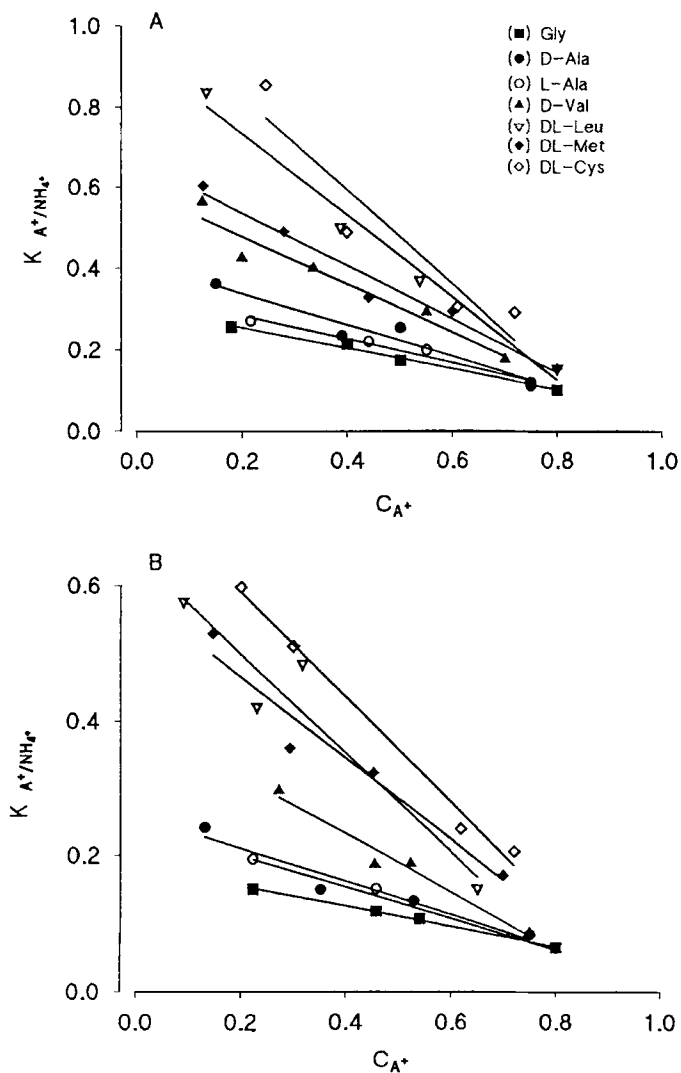 A
(■) Gly
(●) D-Ala
(○) L-Ala
(▲) D-Val
(▽) DL-Leu
(◆) DL-Met
(◇) DL-Cys
1.0
0.8
0.6
0.4
0.2
0.0
K A⁺/NH₄⁺
0.0 0.2 0.4 0.6 0.8 1.0
C A⁺
B
0.6
0.4
0.2
0.0
K A⁺/NH₄⁺
0.0 0.2 0.4 0.6 0.8 1.0
C A⁺